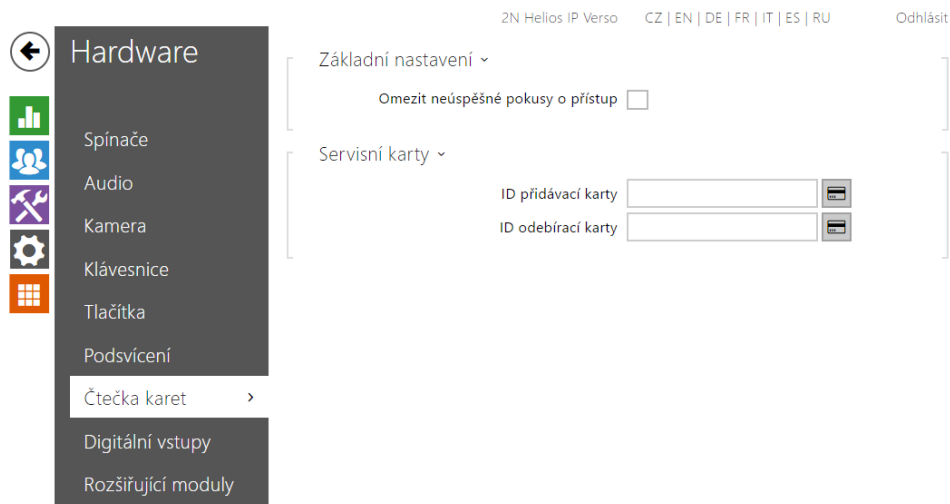 2N Helios IP Verso CZ | EN | DE | FR | IT | ES | RU Odhlásit
Hardware
Spínače
Audio
Kamera
Klávesnice
Tlačítka
Podsvícení
Čtečka karet
Digitální vstupy
Rozšiřující moduly
Základní nastavení
Omezit neúspěšné pokusy o přístup
Servisní karty
ID přidávací karty
ID odebírací karty